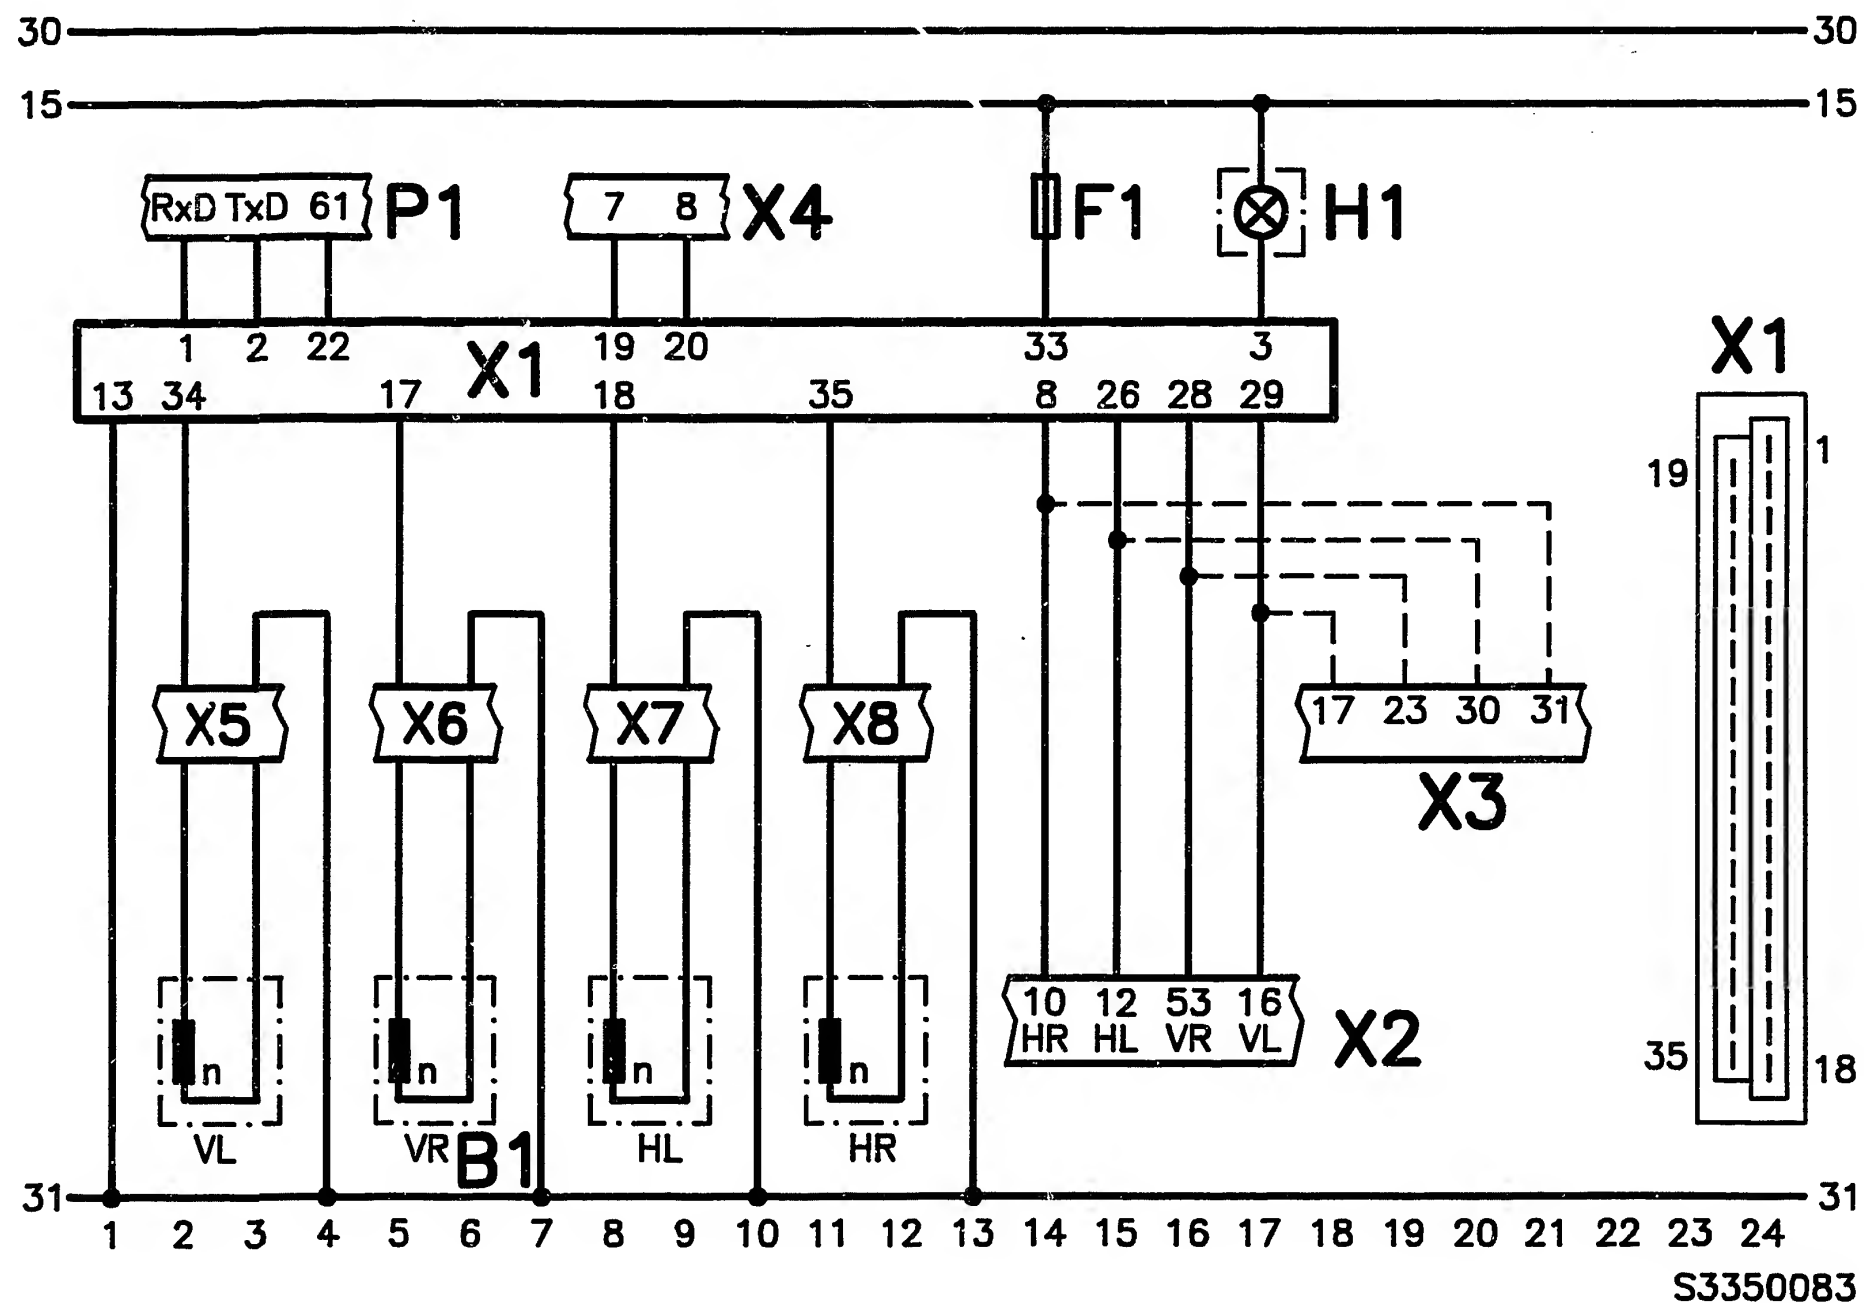 30 30
15 15
RxD TxD 61 P1 7 8 X4 F1 H1
1 2 22 X1 19 20 33 3
13 34 17 18 35 8 26 28 29
X1
19 1
X5 X6 X7 X8 17 23 30 31
X3
10 12 53 16
HR HL VR VL X2
n n n n
35 18
VL VR B1 HL HR
31 31
1 2 3 4 5 6 7 8 9 10 11 12 13 14 15 16 17 18 19 20 21 22 23 24
S3350083